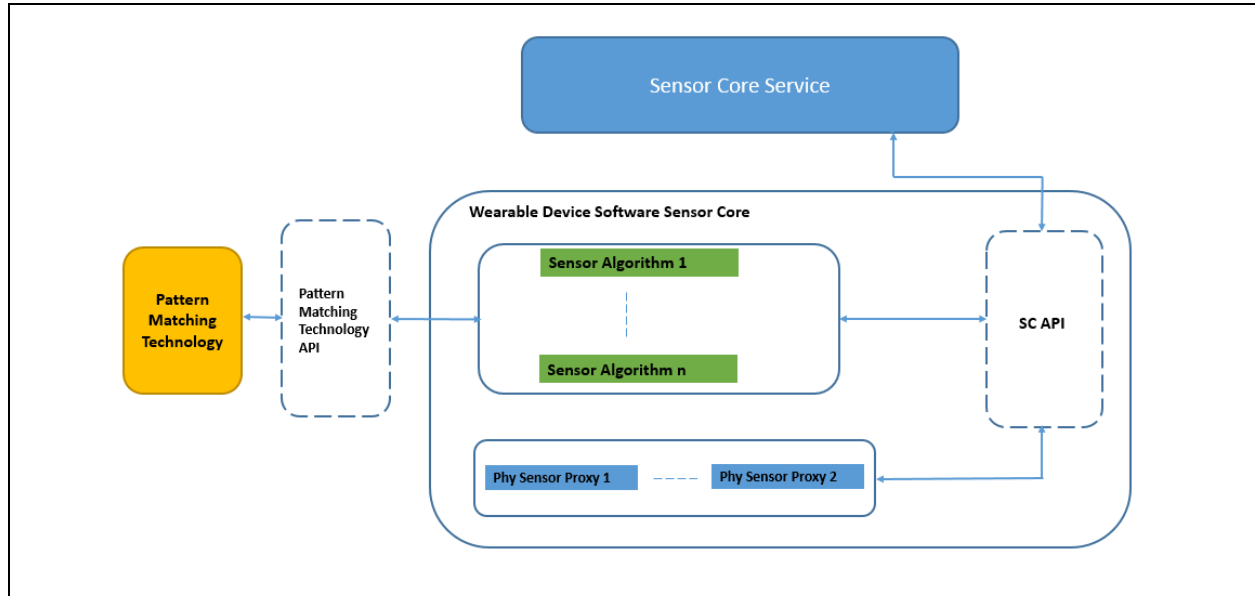 Sensor Core Service
Wearable Device Software Sensor Core
Sensor Algorithm 1
Pattern
Matching
Technology
Pattern
Matching
Technology
API
SC API
Sensor Algorithm n
Phy Sensor Proxy 1
Phy Sensor Proxy 2